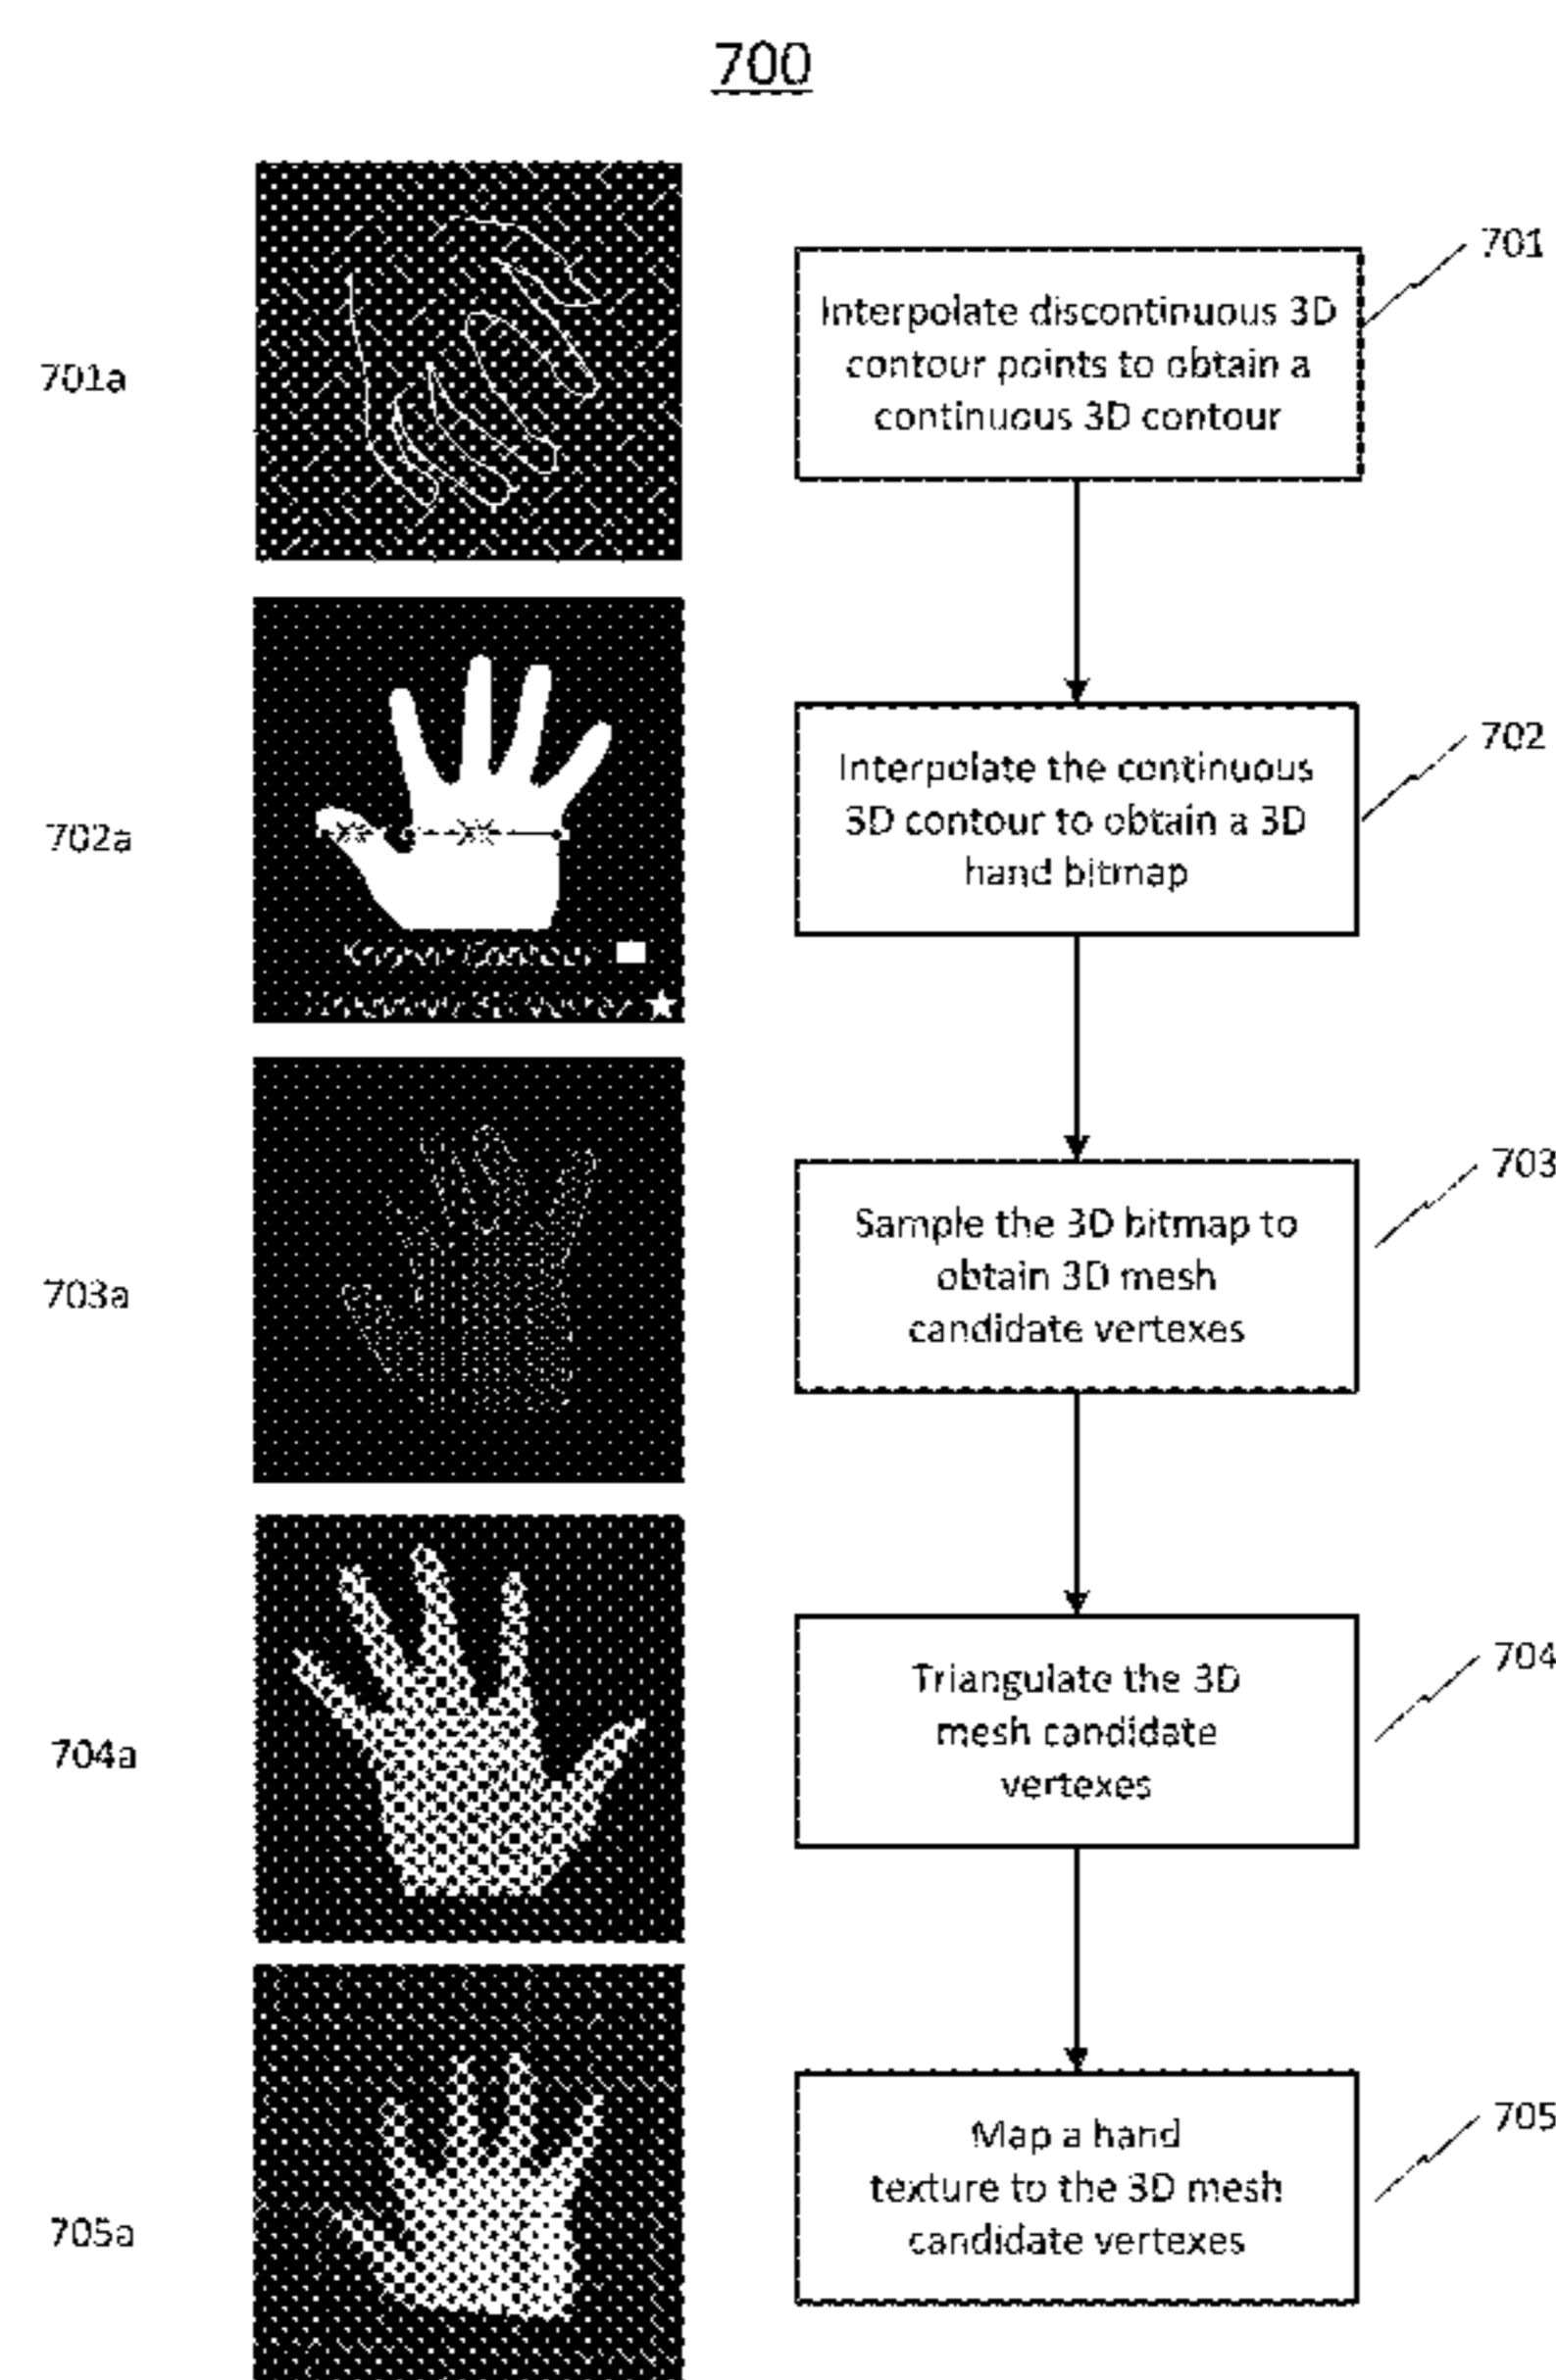 700
701a
Interpolate discontinuous 3D
contour points to obtain a
continuous 3D contour
701
702a
Interpolate the continuous
3D contour to obtain a 3D
hand bitmap
702
703a
Sample the 3D bitmap to
obtain 3D mesh
candidate vertexes
703
704a
Triangulate the 3D
mesh candidate
vertexes
704
705a
Map a hand
texture to the 3D mesh
candidate vertexes
705